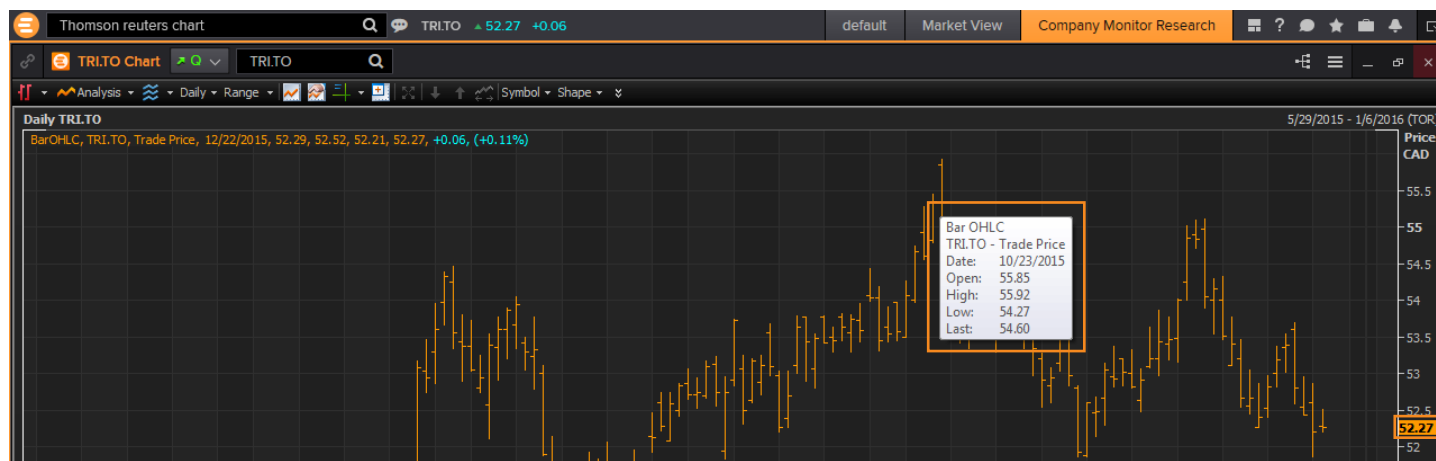 Thomson reuters chart TRI.TO 52.27 +0.06 default Market View Company Monitor Research ?
TRI.TO Chart Q TRI.TO
Analysis Daily Range Symbol Shape
Daily TRI.TO 5/29/2015 - 1/6/2016 (TOR)
BarOHLC, TRI.TO, Trade Price, 12/22/2015, 52.29, 52.52, 52.21, 52.27, +0.06, (+0.11%) Price
CAD
55.5
Bar OHLC
TRI.TO - Trade Price
Date: 10/23/2015
Open: 55.85
High: 55.92
Low: 54.27
Last: 54.60
55
54.5
54
53.5
53
52.5
52.27
52